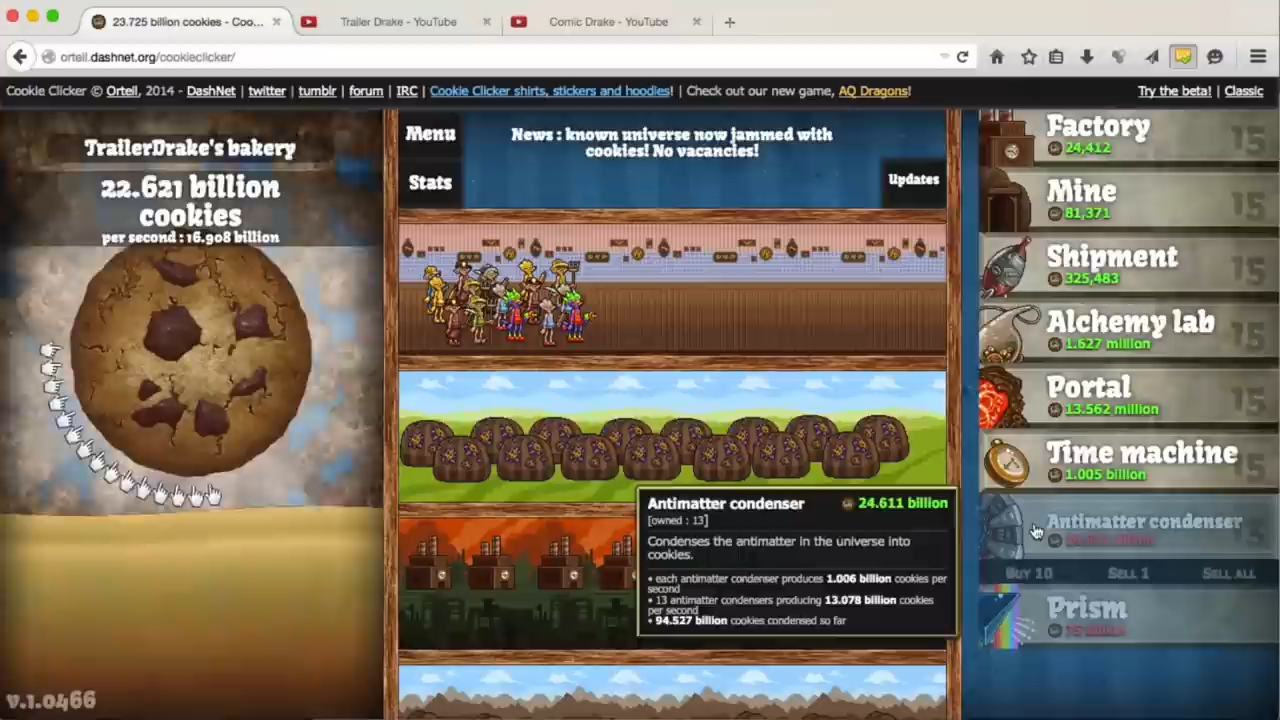 23.725 billion cookies - Coo...
Trailer Drake - YouTube
Comic Drake - YouTube
orteil.dashnet.org/cookieclicker/
Cookie Clicker © Orteil, 2014 - DashNet | twitter | tumblr | forum | IRC | Cookie Clicker shirts, stickers and hoodies! | Check out our new game, AQ Dragons!
Try the beta! | Classic
TrailerDrake's bakery
22.621 billion
cookies
per second : 16.908 billion
v.1.0466
Menu
Stats
News : known universe now jammed with
cookies! No vacancies!
Updates
Antimatter condenser 24.611 billion
[owned : 13]
Condenses the antimatter in the universe into
cookies.
• each antimatter condenser produces 1.006 billion cookies per
second
• 13 antimatter condensers producing 13.078 billion cookies
per second
• 94.527 billion cookies condensed so far
Factory 15
24,412
Mine 15
81,371
Shipment 15
325,483
Alchemy lab 15
1.627 million
Portal 15
13.562 million
Time machine 15
1.005 billion
Antimatter condenser
Buy 10 Sell 1 Sell all
Prism
75 billion